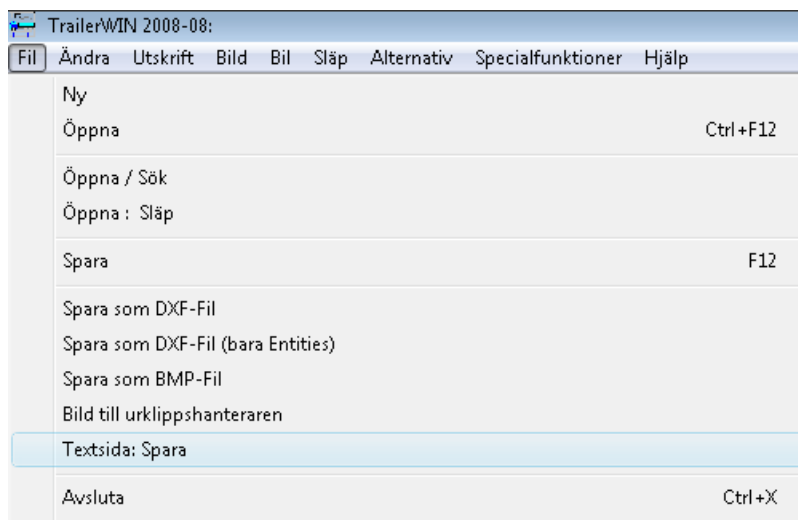 TrailerWIN 2008-08:
Fil Ändra Utskrift Bild Bil Släp Alternativ Specialfunktioner Hjälp
Ny
Öppna Ctrl+F12
Öppna / Sök
Öppna : Släp
Spara F12
Spara som DXF-Fil
Spara som DXF-Fil (bara Entities)
Spara som BMP-Fil
Bild till urklippshanteraren
Textsida: Spara
Avsluta Ctrl+X